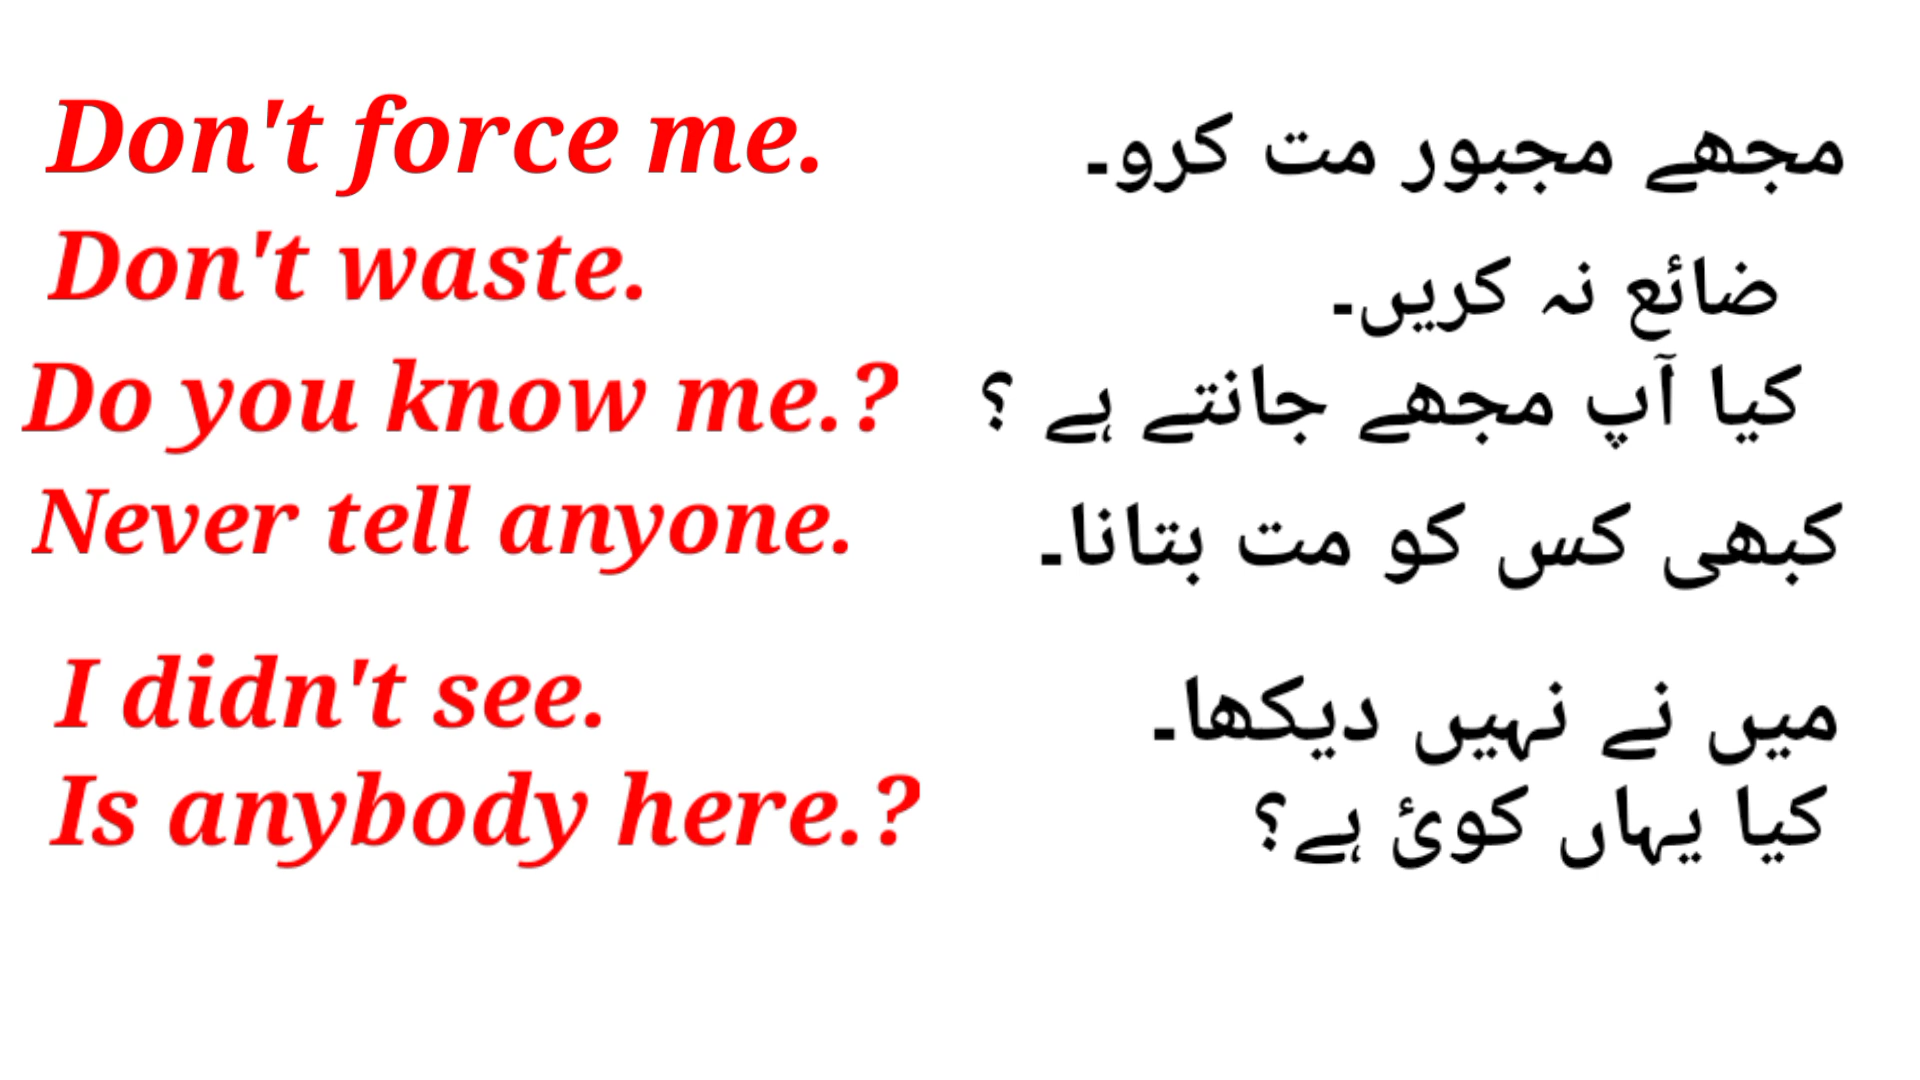 Don't force me. مجھے مجبور مت کرو۔
Don't waste. ضائع نہ کریں۔
Do you know me.? کیا آپ مجھے جانتے ہے ؟
Never tell anyone. کبھی کس کو مت بتانا۔
I didn't see. میں نے نہیں دیکھا۔
Is anybody here.? کیا یہاں کوئ ہے؟